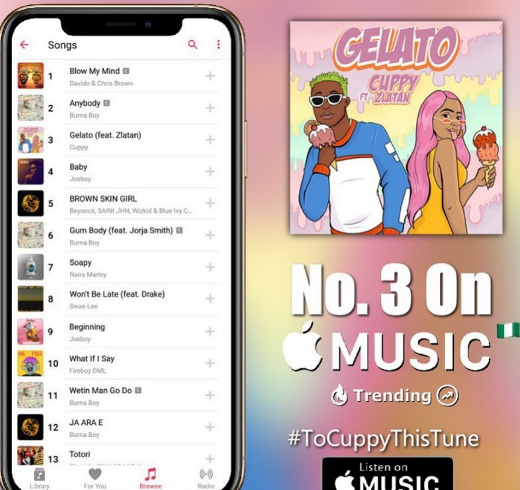 Songs
1
Blow My Mind E
Davido & Chris Brown
2
Anybody E
Burna Boy
3
Gelato (feat. Zlatan)
Cuppy
4
Baby
Joeboy
5
BROWN SKIN GIRL
Beyoncé, SAINt JHN, Wizkid & Blue Ivy C...
6
Gum Body (feat. Jorja Smith) E
Burna Boy
7
Soapy
Naira Marley
8
Won't Be Late (feat. Drake)
Swae Lee
9
Beginning
Joeboy
10
What If I Say
Fireboy DML
11
Wetin Man Go Do E
Burna Boy
12
JA ARA E
Burna Boy
13
Totori
Library
For You
Browse
Radio
GELATO
CUPPY
FT. ZLATAN
No. 3 On
MUSIC
Trending
#ToCuppyThisTune
Listen on
MUSIC